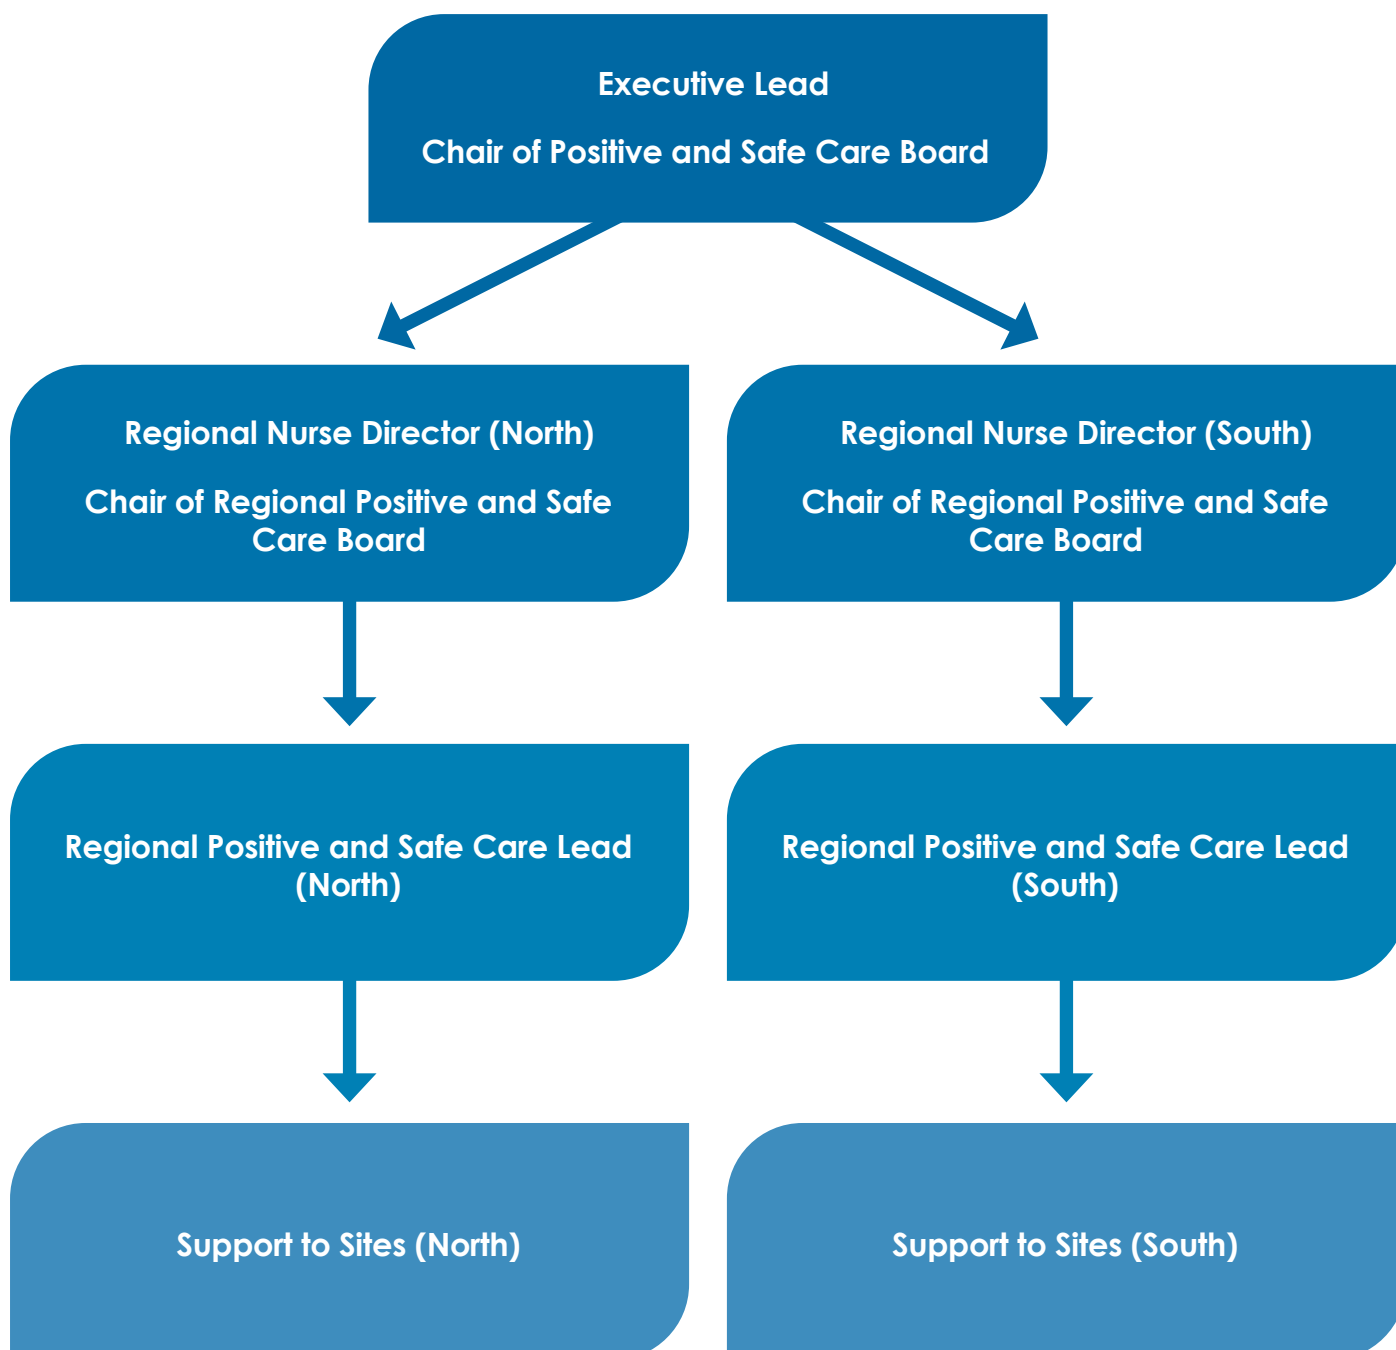 Executive Lead
Chair of Positive and Safe Care Board
Regional Nurse Director (North)
Chair of Regional Positive and Safe
Care Board
Regional Nurse Director (South)
Chair of Regional Positive and Safe
Care Board
Regional Positive and Safe Care Lead
(North)
Regional Positive and Safe Care Lead
(South)
Support to Sites (North)
Support to Sites (South)